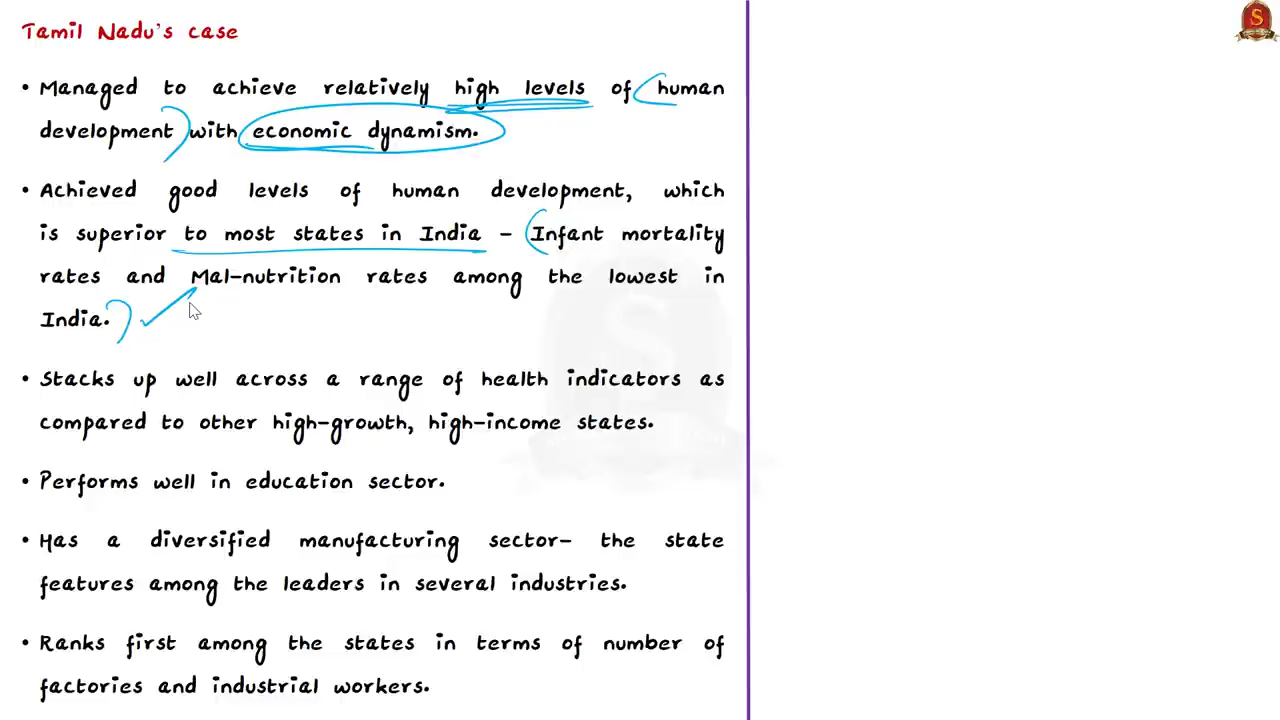 Tamil Nadu's case
• Managed to achieve relatively high levels of human
development with economic dynamism.
• Achieved good levels of human development, which
is superior to most states in India – Infant mortality
rates and Mal-nutrition rates among the lowest in
India.
• Stacks up well across a range of health indicators as
compared to other high-growth, high-income states.
• Performs well in education sector.
• Has a diversified manufacturing sector- the state
features among the leaders in several industries.
• Ranks first among the states in terms of number of
factories and industrial workers.
S